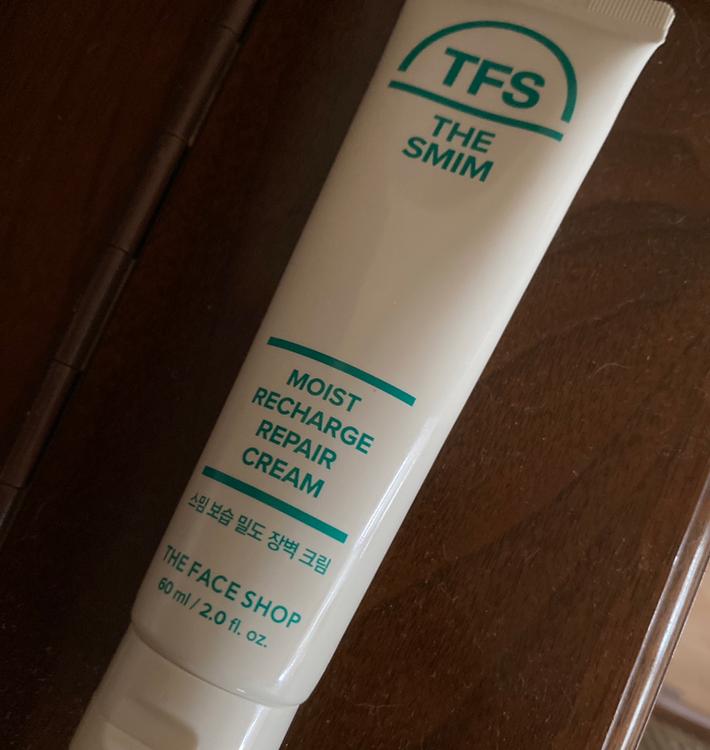 TFS
THE
SMIM
MOIST
RECHARGE
REPAIR
CREAM
스밈 보습 밀도 장벽 크림
THE FACE SHOP
60 ml / 2.0 fl. oz.